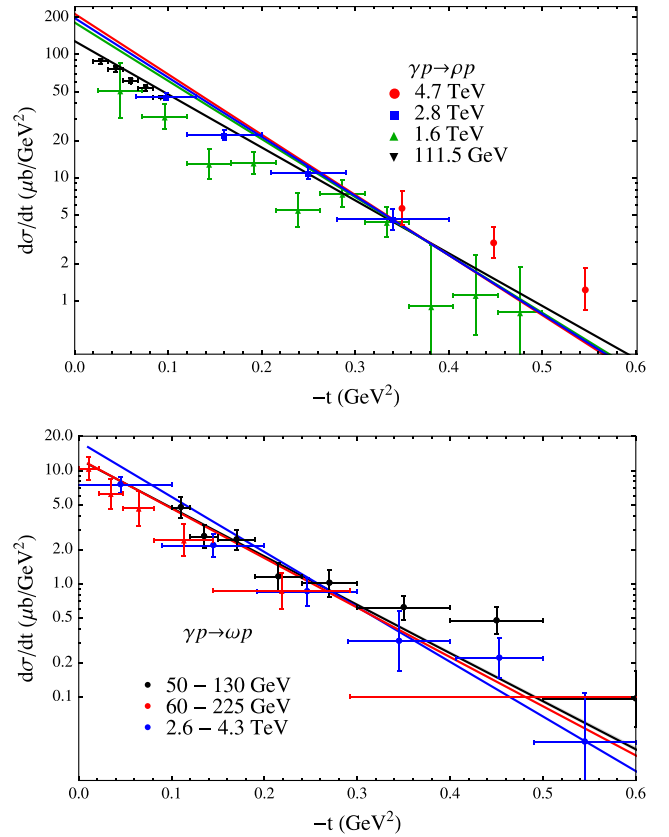 200
100
50
20
10
5
2
1
dσ/dt (μb/GeV²)
γp→ρp
4.7 TeV
2.8 TeV
1.6 TeV
111.5 GeV
0.0 0.1 0.2 0.3 0.4 0.5 0.6
−t (GeV²)
20.0
10.0
5.0
2.0
1.0
0.5
0.2
0.1
dσ/dt (μb/GeV²)
γp→ωp
50 − 130 GeV
60 − 225 GeV
2.6 − 4.3 TeV
0.0 0.1 0.2 0.3 0.4 0.5 0.6
−t (GeV²)